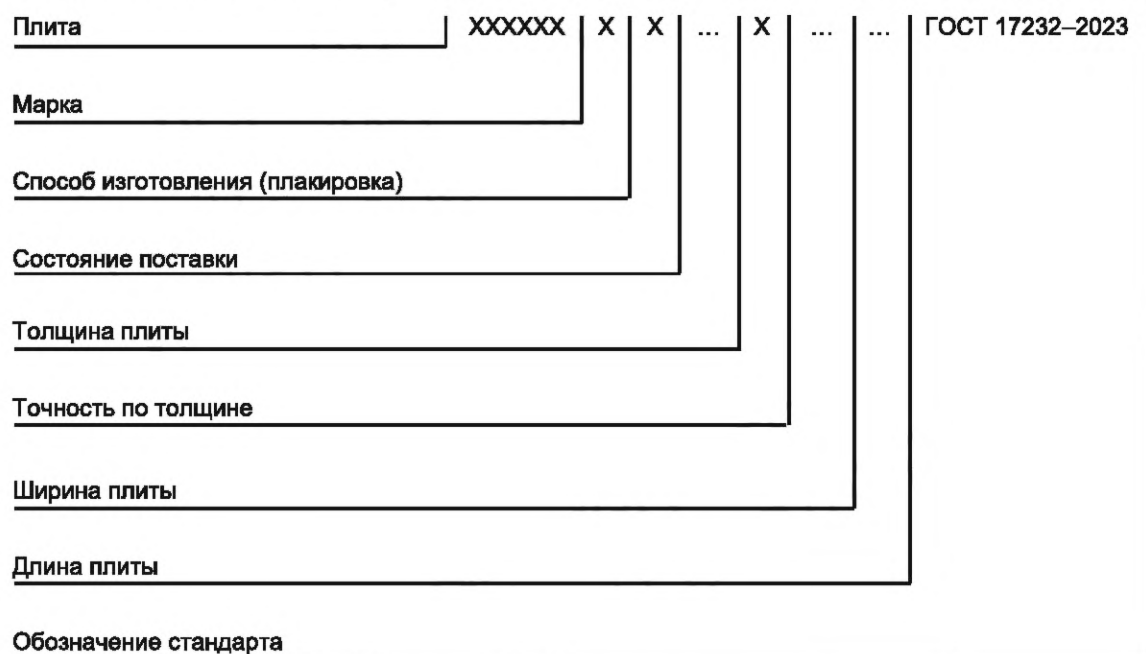 Плита XXXXXX X X ... X ... ... ГОСТ 17232–2023
Марка
Способ изготовления (плакировка)
Состояние поставки
Толщина плиты
Точность по толщине
Ширина плиты
Длина плиты
Обозначение стандарта